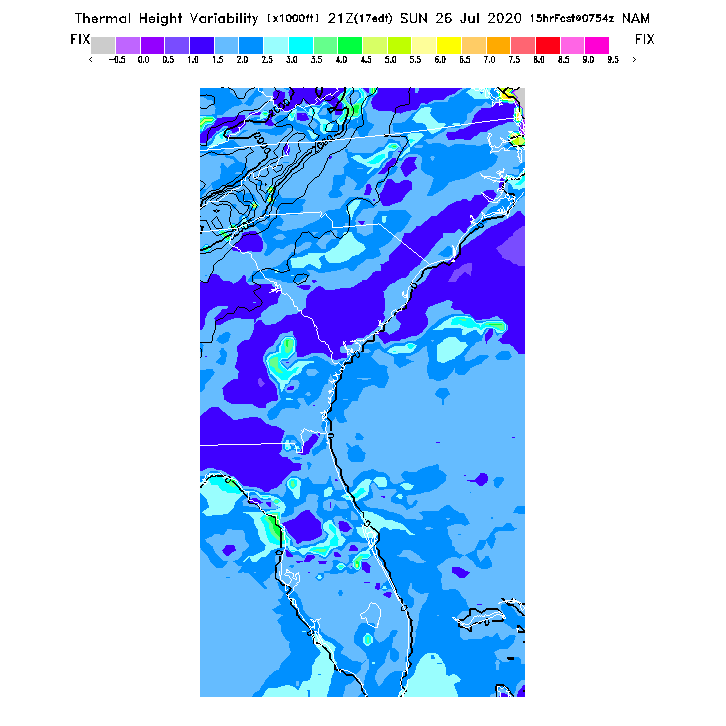 Thermal Height Variability [x1000ft] 21Z(17edt) SUN 26 Jul 2020 15hrFcst@0754z NAM
FIX FIX
< -0.5 0.0 0.5 1.0 1.5 2.0 2.5 3.0 3.5 4.0 4.5 5.0 5.5 6.0 6.5 7.0 7.5 8.0 8.5 9.0 9.5 >